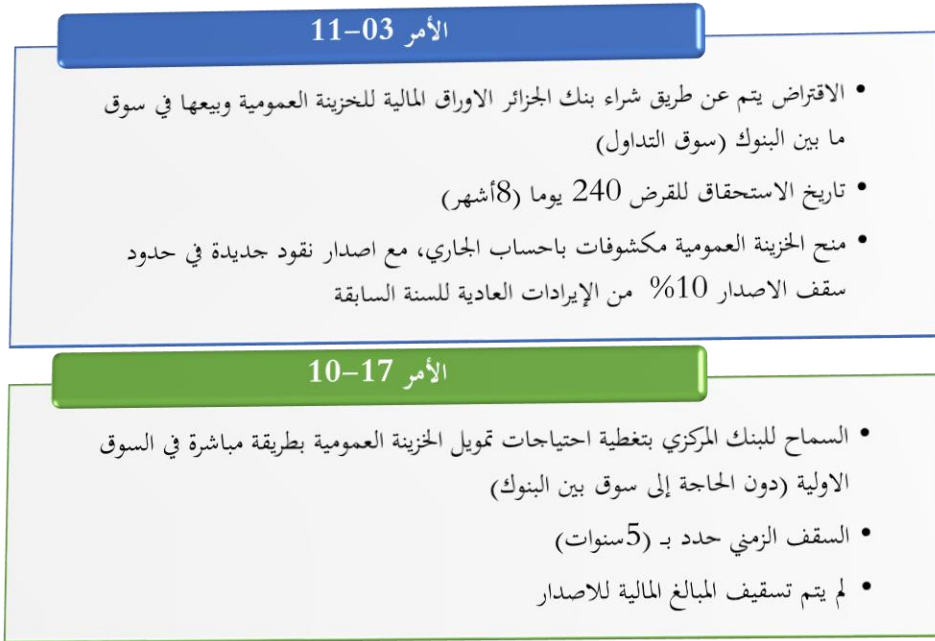 الأمر 03-11
• الاقتراض يتم عن طريق شراء بنك الجزائر الاوراق المالية للخزينة العمومية وبيعها في سوق
ما بين البنوك (سوق التداول)
• تاريخ الاستحقاق للقرض 240 يوما (8أشهر)
• منح الخزينة العمومية مكشوفات باحساب الجاري، مع اصدار نقود جديدة في حدود
سقف الاصدار 10% من الإيرادات العادية للسنة السابقة
الأمر 17-10
• السماح للبنك المركزي بتغطية احتياجات تمويل الخزينة العمومية بطريقة مباشرة في السوق
الاولية (دون الحاجة إلى سوق بين البنوك)
• السقف الزمني حدد بـ (5سنوات)
• لم يتم تسقيف المبالغ المالية للاصدار